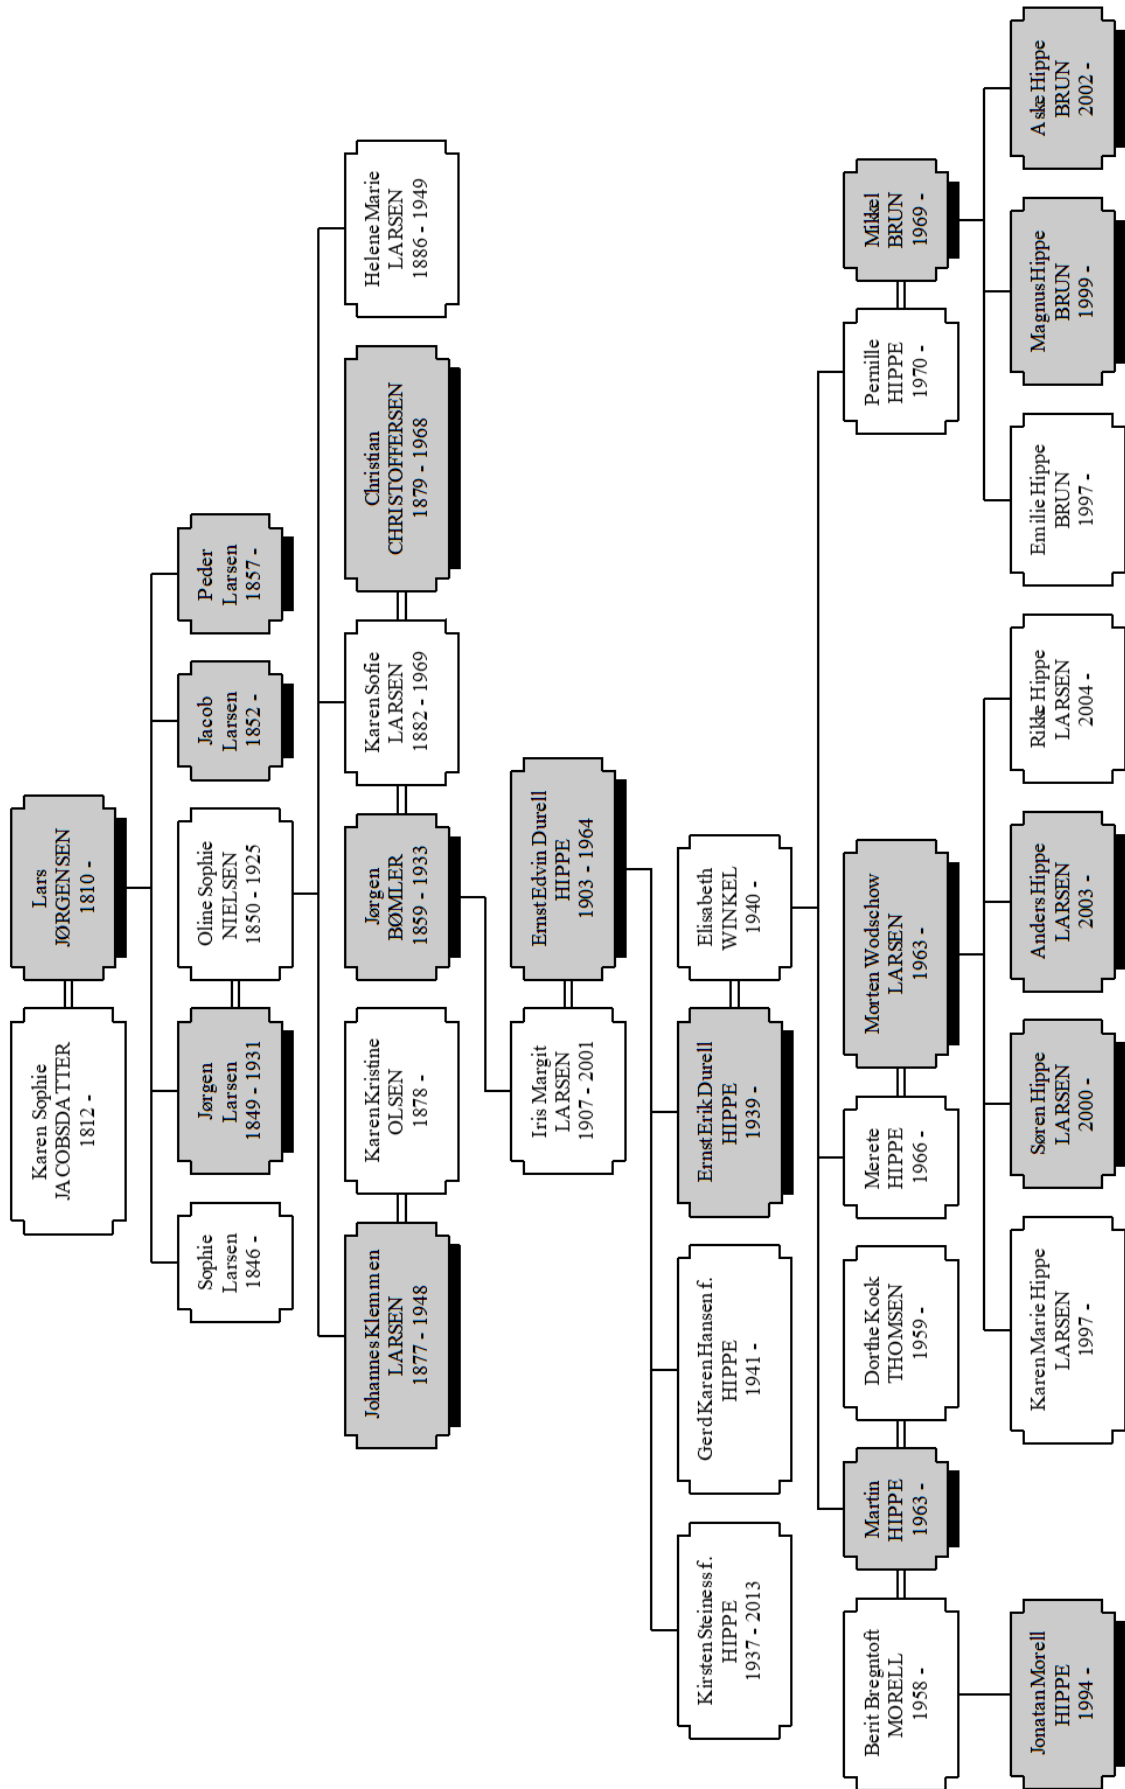 Karen Sophie
JACOBSDATTER
1812 -
Lars
JØRGENSEN
1810 -
Sophie
Larsen
1846 -
Jørgen
Larsen
1849 - 1931
Oline Sophie
NIELSEN
1850 - 1925
Jacob
Larsen
1852 -
Peder
Larsen
1857 -
Johannes Klemmen
LARSEN
1877 - 1948
Karen Kristine
OLSEN
1878 -
Jørgen
BØMLER
1859 - 1933
Karen Sofie
LARSEN
1882 - 1969
Christian
CHRISTOFFERSEN
1879 - 1968
Helene Marie
LARSEN
1886 - 1949
Iris Margit
LARSEN
1907 - 2001
Ernst Edvin Durell
HIPPE
1903 - 1964
Kirsten Steiness f.
HIPPE
1937 - 2013
Gerd Karen Hansen f.
HIPPE
1941 -
Ernst Erik Durell
HIPPE
1939 -
Elisabeth
WINKEL
1940 -
Berit Bregntoft
MORELL
1958 -
Martin
HIPPE
1963 -
Dorthe Kock
THOMSEN
1959 -
Merete
HIPPE
1966 -
Morten Wodschow
LARSEN
1963 -
Pernille
HIPPE
1970 -
Mikkel
BRUN
1969 -
Jonatan Morell
HIPPE
1994 -
Karen Marie Hippe
LARSEN
1997 -
Søren Hippe
LARSEN
2000 -
Anders Hippe
LARSEN
2003 -
Rikke Hippe
LARSEN
2004 -
Emilie Hippe
BRUN
1997 -
Magnus Hippe
BRUN
1999 -
Aske Hippe
BRUN
2002 -